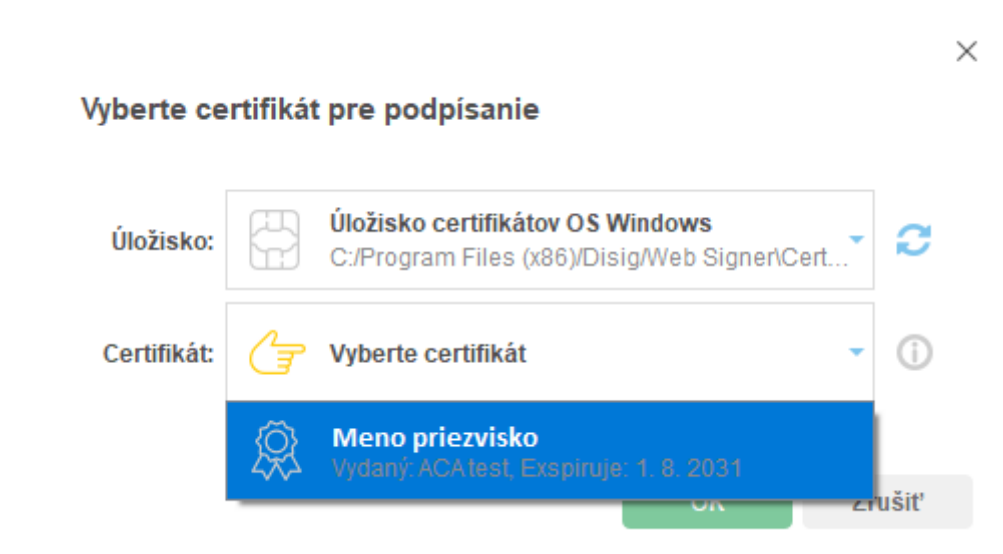 Vyberte certifikát pre podpísanie
Úložisko:
Úložisko certifikátov OS Windows
C:/Program Files (x86)/Disig/Web Signer\Cert...
Certifikát:
Vyberte certifikát
Meno priezvisko
Vydaný: ACA test, Exspiruje: 1. 8. 2031
OK
Zrušiť